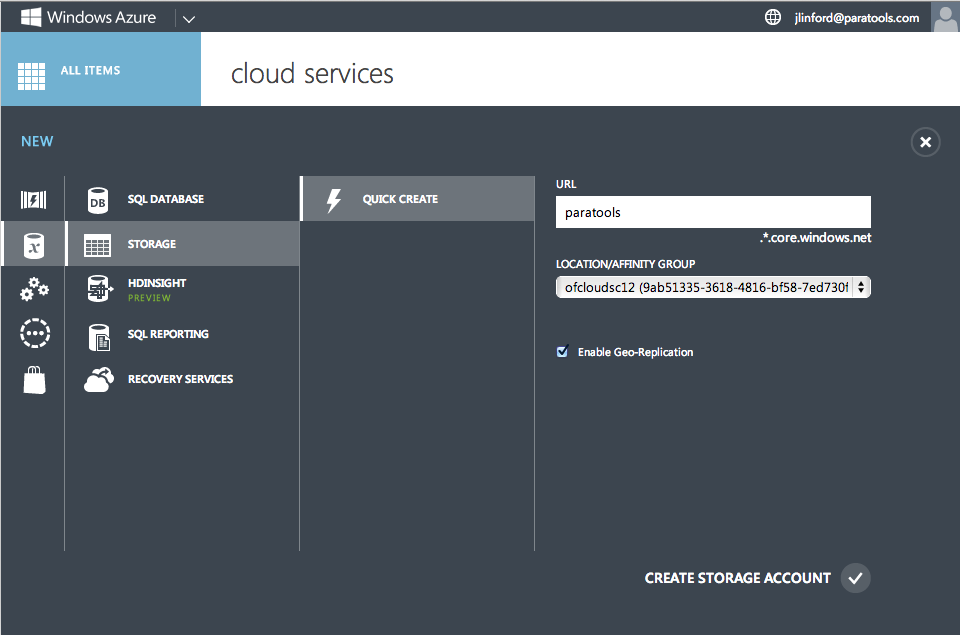 Windows Azure
jlinford@paratools.com
ALL ITEMS
cloud services
NEW
SQL DATABASE
DB
STORAGE
x
HDINSIGHT
PREVIEW
SQL REPORTING
RECOVERY SERVICES
QUICK CREATE
URL
paratools
.*.core.windows.net
LOCATION/AFFINITY GROUP
ofcloudsc12 (9ab51335-3618-4816-bf58-7ed730f
Enable Geo-Replication
CREATE STORAGE ACCOUNT